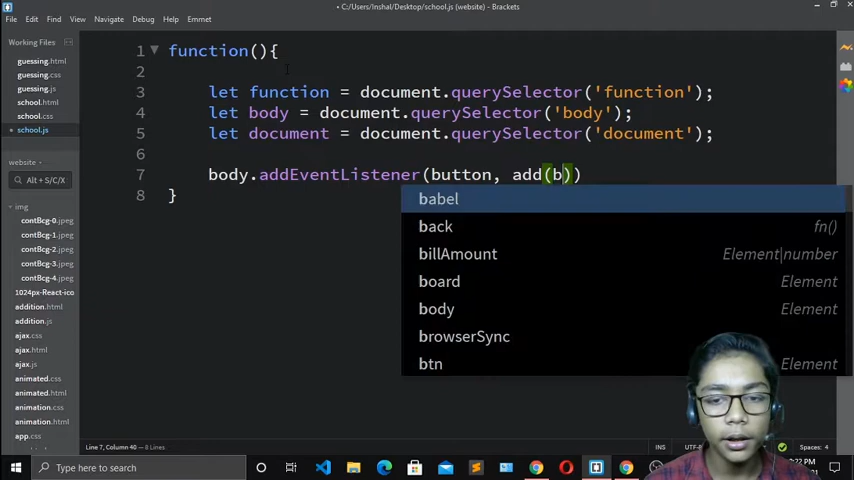 • C:/Users/Inshal/Desktop/school.js (website) - Brackets
File Edit Find View Navigate Debug Help Emmet
Working Files
guessing.html
guessing.css
guessing.js
school.html
school.css
• school.js
website
Alt + S/C/X
img
contBcg-0.jpeg
contBcg-1.jpeg
contBcg-2.jpeg
contBcg-3.jpeg
contBcg-4.jpeg
1024px-React-ico
addition.html
addition.js
ajax.css
ajax.html
ajax.js
animated.css
animated.html
animation.css
animation.html
app.css
1 function(){
2
3 let function = document.querySelector('function');
4 let body = document.querySelector('body');
5 let document = document.querySelector('document');
6
7 body.addEventListener(button, add(b))
8 }
babel
back fn()
billAmount Element|number
board Element
body Element
browserSync
btn Element
Line 7, Column 40 — 8 Lines
INS UTF- Spaces: 4
Type here to search